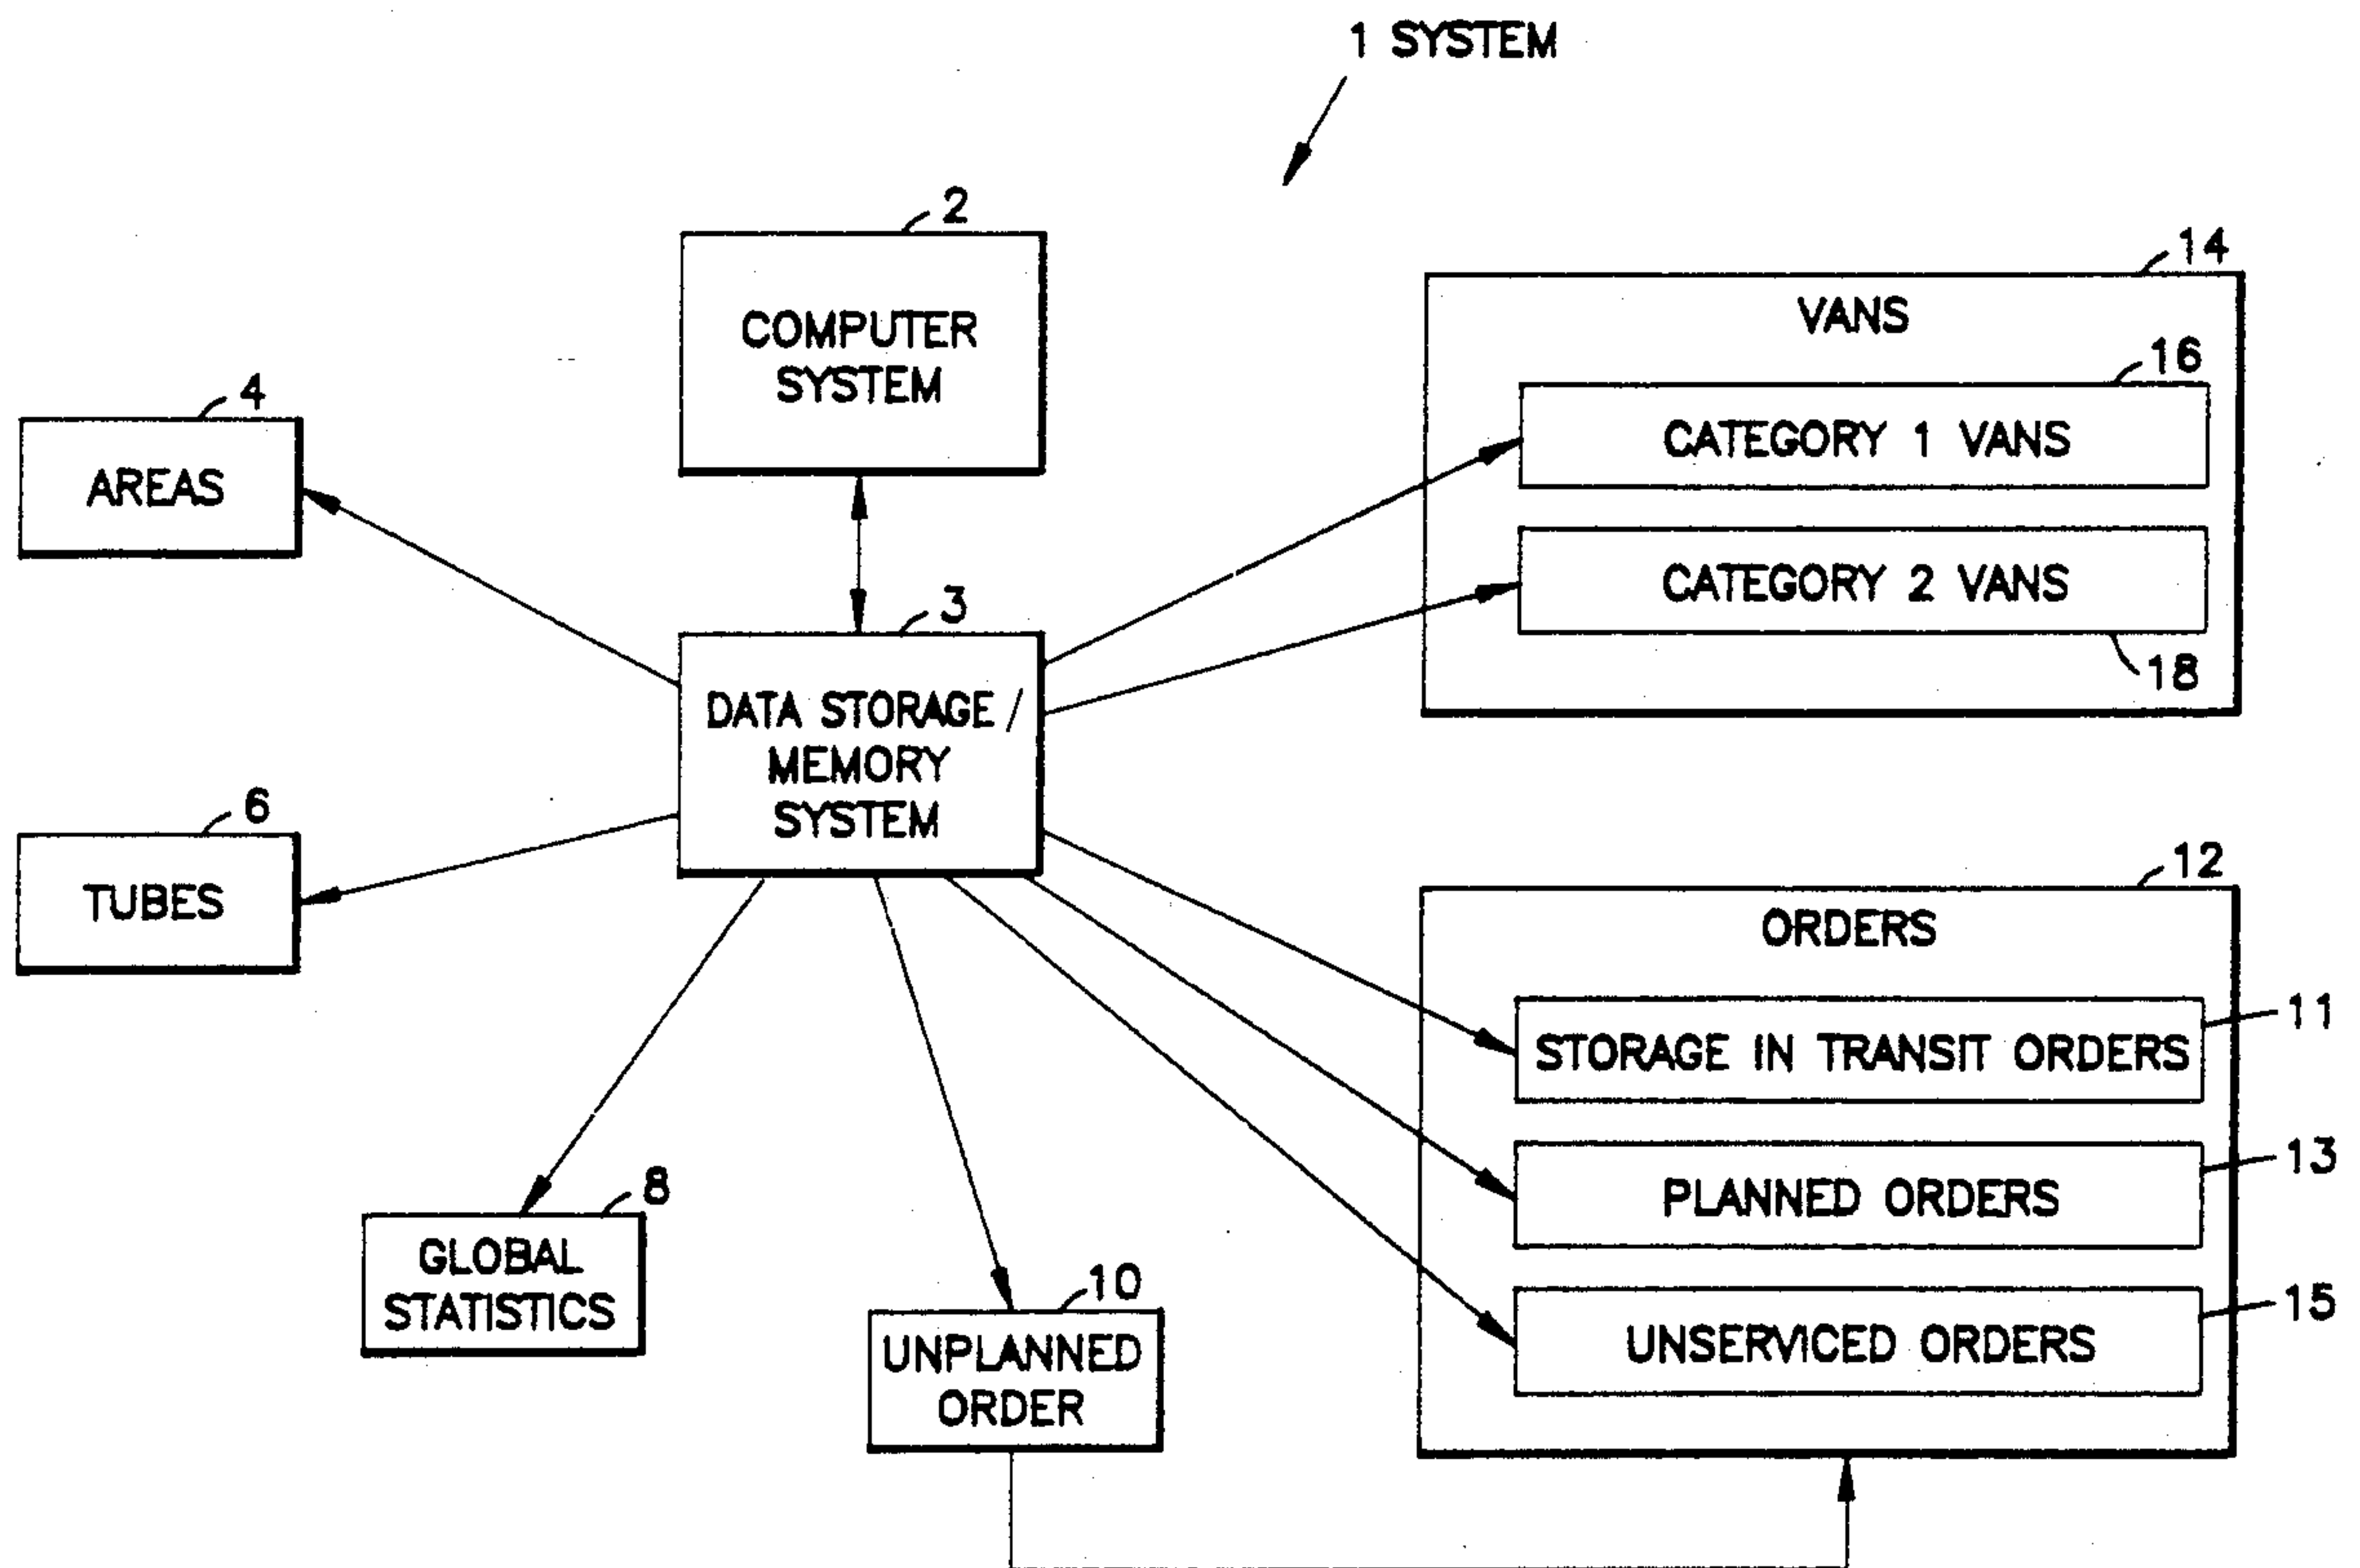 1 SYSTEM
2
COMPUTER
SYSTEM
14
VANS
16
CATEGORY 1 VANS
CATEGORY 2 VANS
18
4
AREAS
3
DATA STORAGE /
MEMORY
SYSTEM
6
TUBES
12
ORDERS
11
STORAGE IN TRANSIT ORDERS
13
PLANNED ORDERS
15
UNSERVICED ORDERS
8
GLOBAL
STATISTICS
10
UNPLANNED
ORDER